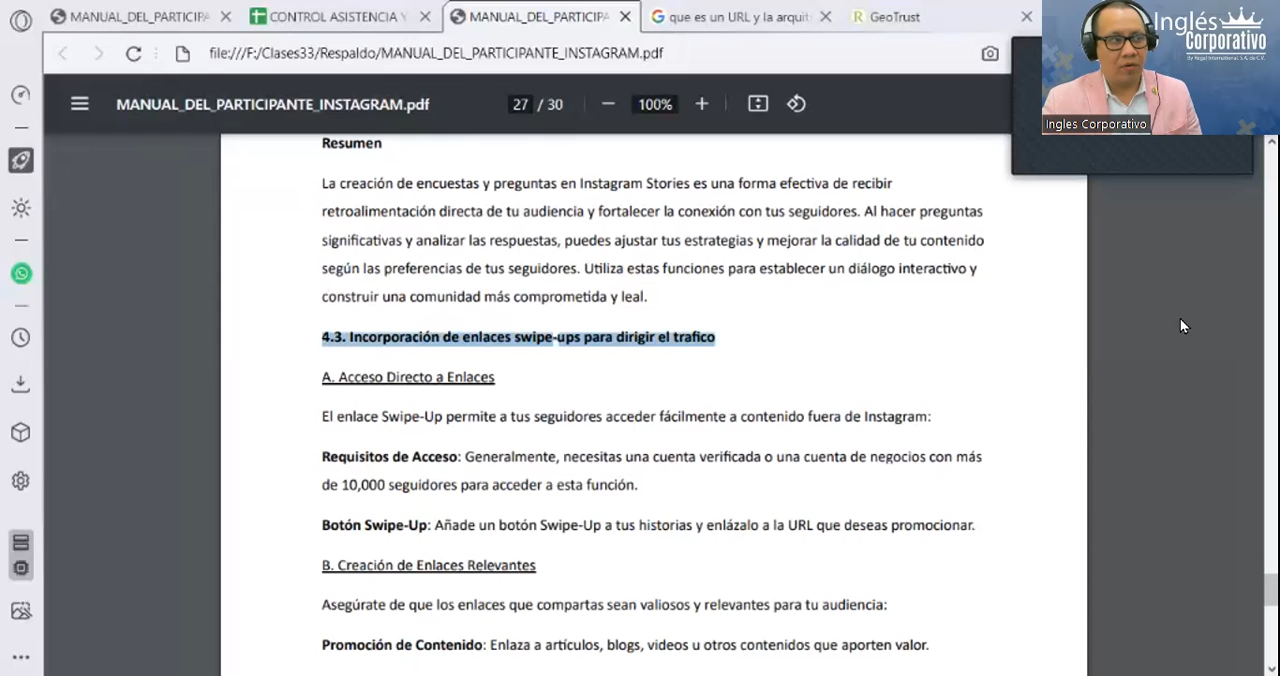 MANUAL_DEL_PARTICIPA
CONTROL ASISTENCIA Y
MANUAL_DEL_PARTICIPA
que es un URL y la arquit
GeoTrust
file:///F:/Clases33/Respaldo/MANUAL_DEL_PARTICIPANTE_INSTAGRAM.pdf
MANUAL_DEL_PARTICIPANTE_INSTAGRAM.pdf
27 / 30
100%
Inglés
Corporativo
By Regal International, S.A. de C.V.
Ingles Corporativo
Resumen
La creación de encuestas y preguntas en Instagram Stories es una forma efectiva de recibir
retroalimentación directa de tu audiencia y fortalecer la conexión con tus seguidores. Al hacer preguntas
significativas y analizar las respuestas, puedes ajustar tus estrategias y mejorar la calidad de tu contenido
según las preferencias de tus seguidores. Utiliza estas funciones para establecer un diálogo interactivo y
construir una comunidad más comprometida y leal.
4.3. Incorporación de enlaces swipe-ups para dirigir el trafico
A. Acceso Directo a Enlaces
El enlace Swipe-Up permite a tus seguidores acceder fácilmente a contenido fuera de Instagram:
Requisitos de Acceso: Generalmente, necesitas una cuenta verificada o una cuenta de negocios con más
de 10,000 seguidores para acceder a esta función.
Botón Swipe-Up: Añade un botón Swipe-Up a tus historias y enlázalo a la URL que deseas promocionar.
B. Creación de Enlaces Relevantes
Asegúrate de que los enlaces que compartas sean valiosos y relevantes para tu audiencia:
Promoción de Contenido: Enlaza a artículos, blogs, videos u otros contenidos que aporten valor.